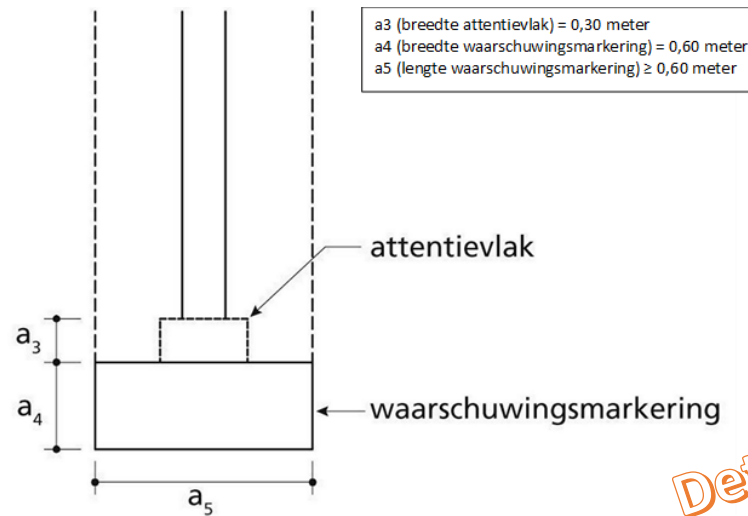 a3 (breedte attentievlak) = 0,30 meter
a4 (breedte waarschuwingsmarkering) = 0,60 meter
a5 (lengte waarschuwingsmarkering) ≥ 0,60 meter
attentievlak
a3
a4
waarschuwingsmarkering
a5